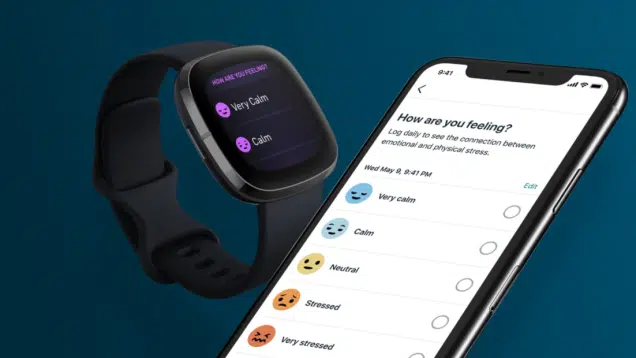 HOW ARE YOU FEELING?
Very Calm
Calm
9:41
How are you feeling?
Log daily to see the connection between
emotional and physical stress.
Wed May 9, 9:41 PM
Edit
Very calm
Calm
Neutral
Stressed
Very stressed